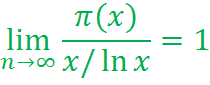 lim n→∞ π(x) / (x/ln x) = 1